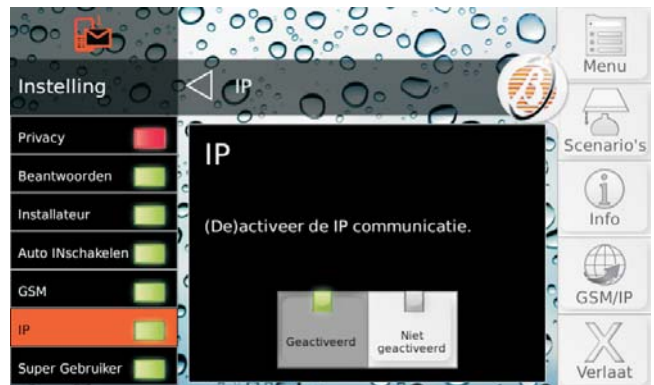 Instelling
IP
Privacy
Beantwoorden
Installateur
Auto INschakelen
GSM
IP
Super Gebruiker
IP
(De)activeer de IP communicatie.
Geactiveerd
Niet
geactiveerd
Menu
Scenario's
Info
GSM/IP
Verlaat